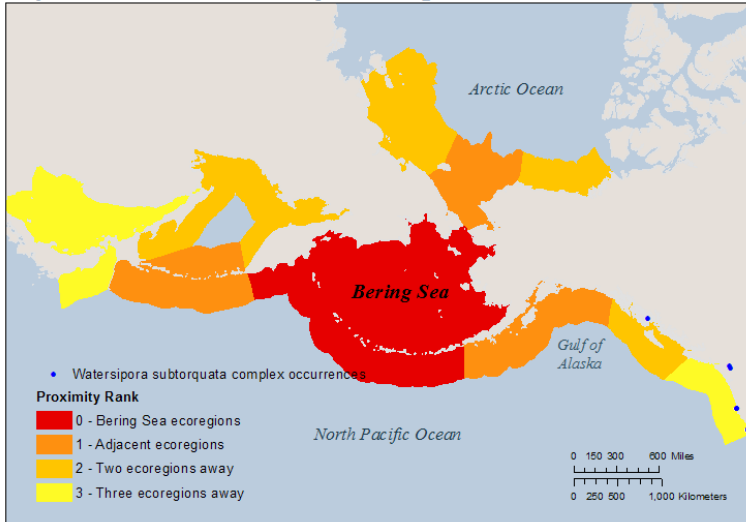 Arctic Ocean
Bering Sea
Gulf of
Alaska
Watersipora subtorquata complex occurrences
Proximity Rank
0 - Bering Sea ecoregions
1 - Adjacent ecoregions
2 - Two ecoregions away
3 - Three ecoregions away
North Pacific Ocean
0 150 300 600 Miles
0 250 500 1,000 Kilometers